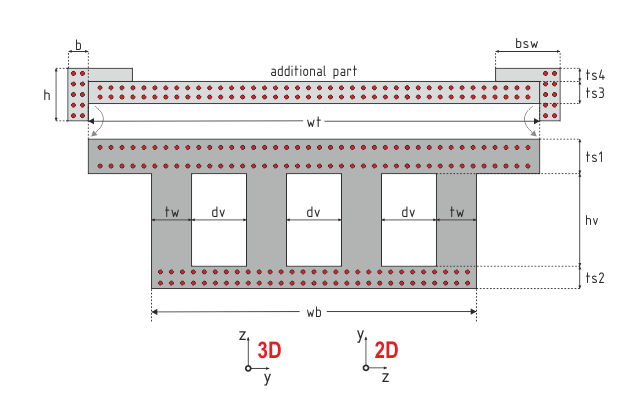 b
bsw
additional part
ts4
h
ts3
wt
ts1
tw
dv
dv
dv
tw
hv
ts2
wb
z
3D
y
y
2D
z